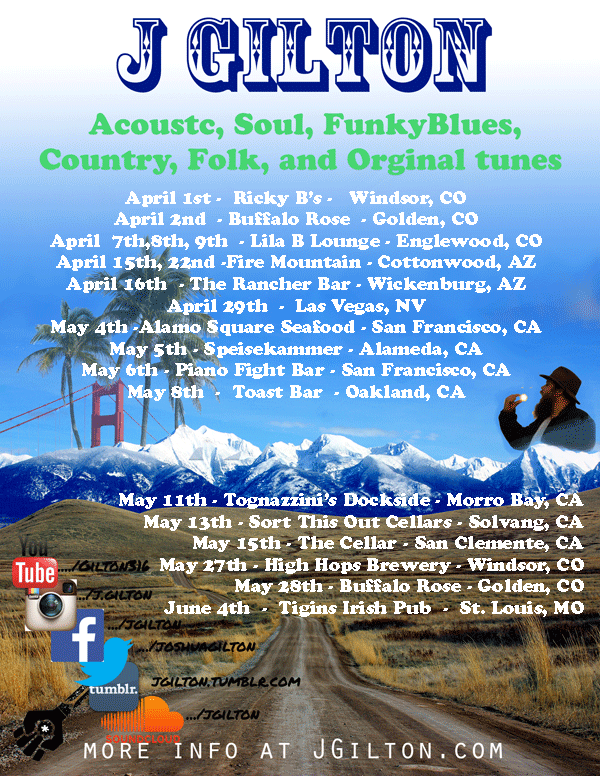 J GILTON
Acoustc, Soul, FunkyBlues,
Country, Folk, and Orginal tunes
April 1st - Ricky B's - Windsor, CO
April 2nd - Buffalo Rose - Golden, CO
April 7th,8th, 9th - Lila B Lounge - Englewood, CO
April 15th, 22nd -Fire Mountain - Cottonwood, AZ
April 16th - The Rancher Bar - Wickenburg, AZ
April 29th - Las Vegas, NV
May 4th -Alamo Square Seafood - San Francisco, CA
May 5th - Speisekammer - Alameda, CA
May 6th - Piano Fight Bar - San Francisco, CA
May 8th - Toast Bar - Oakland, CA
May 11th - Tognazzini's Dockside - Morro Bay, CA
May 13th - Sort This Out Cellars - Solvang, CA
May 15th - The Cellar - San Clemente, CA
May 27th - High Hops Brewery - Windsor, CO
May 28th - Buffalo Rose - Golden, CO
June 4th - Tigins Irish Pub - St. Louis, MO
You
Tube
.../Gilton316
.../J.Gilton
.../JGilton
.../JoshuaGilton
tumblr.
JGilton.tumblr.com
.../JGilton
SOUNDCLOUD
MORE INFO AT JGILTON.COM